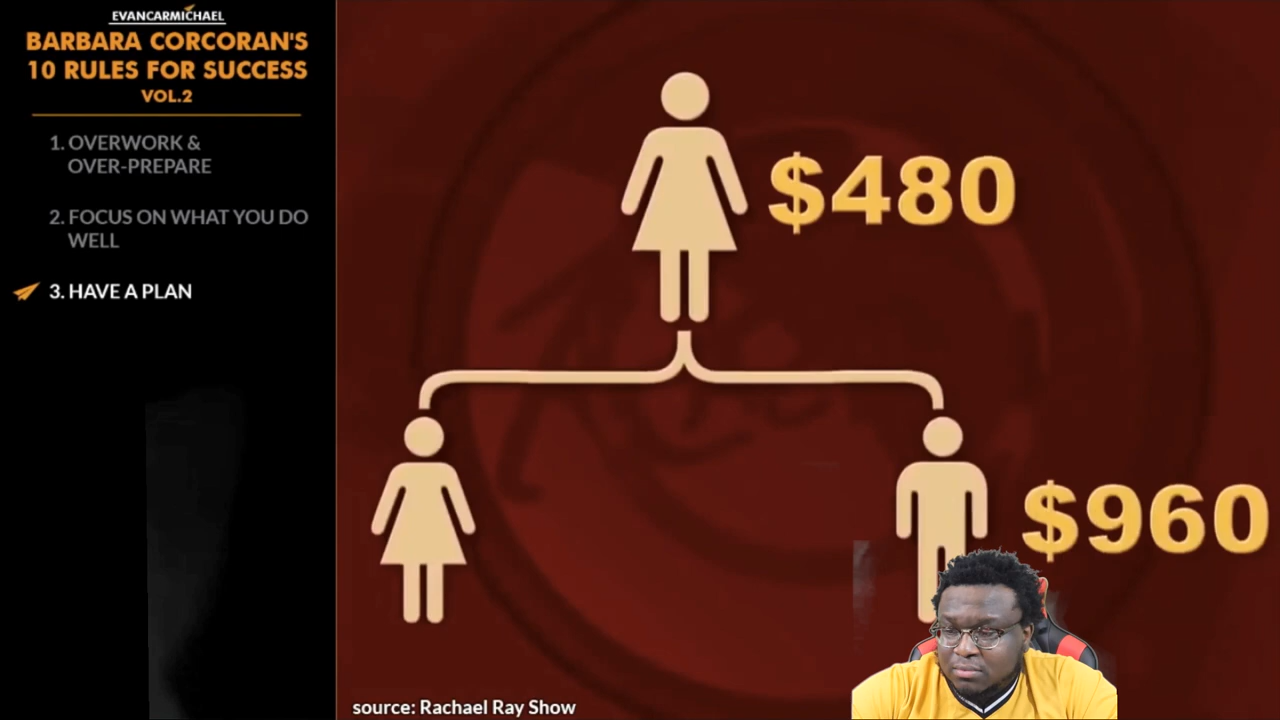 EVANCARMICHAEL
BARBARA CORCORAN'S
10 RULES FOR SUCCESS
VOL.2
1. OVERWORK &
OVER-PREPARE
2. FOCUS ON WHAT YOU DO
WELL
3. HAVE A PLAN
$480
$960
source: Rachael Ray Show